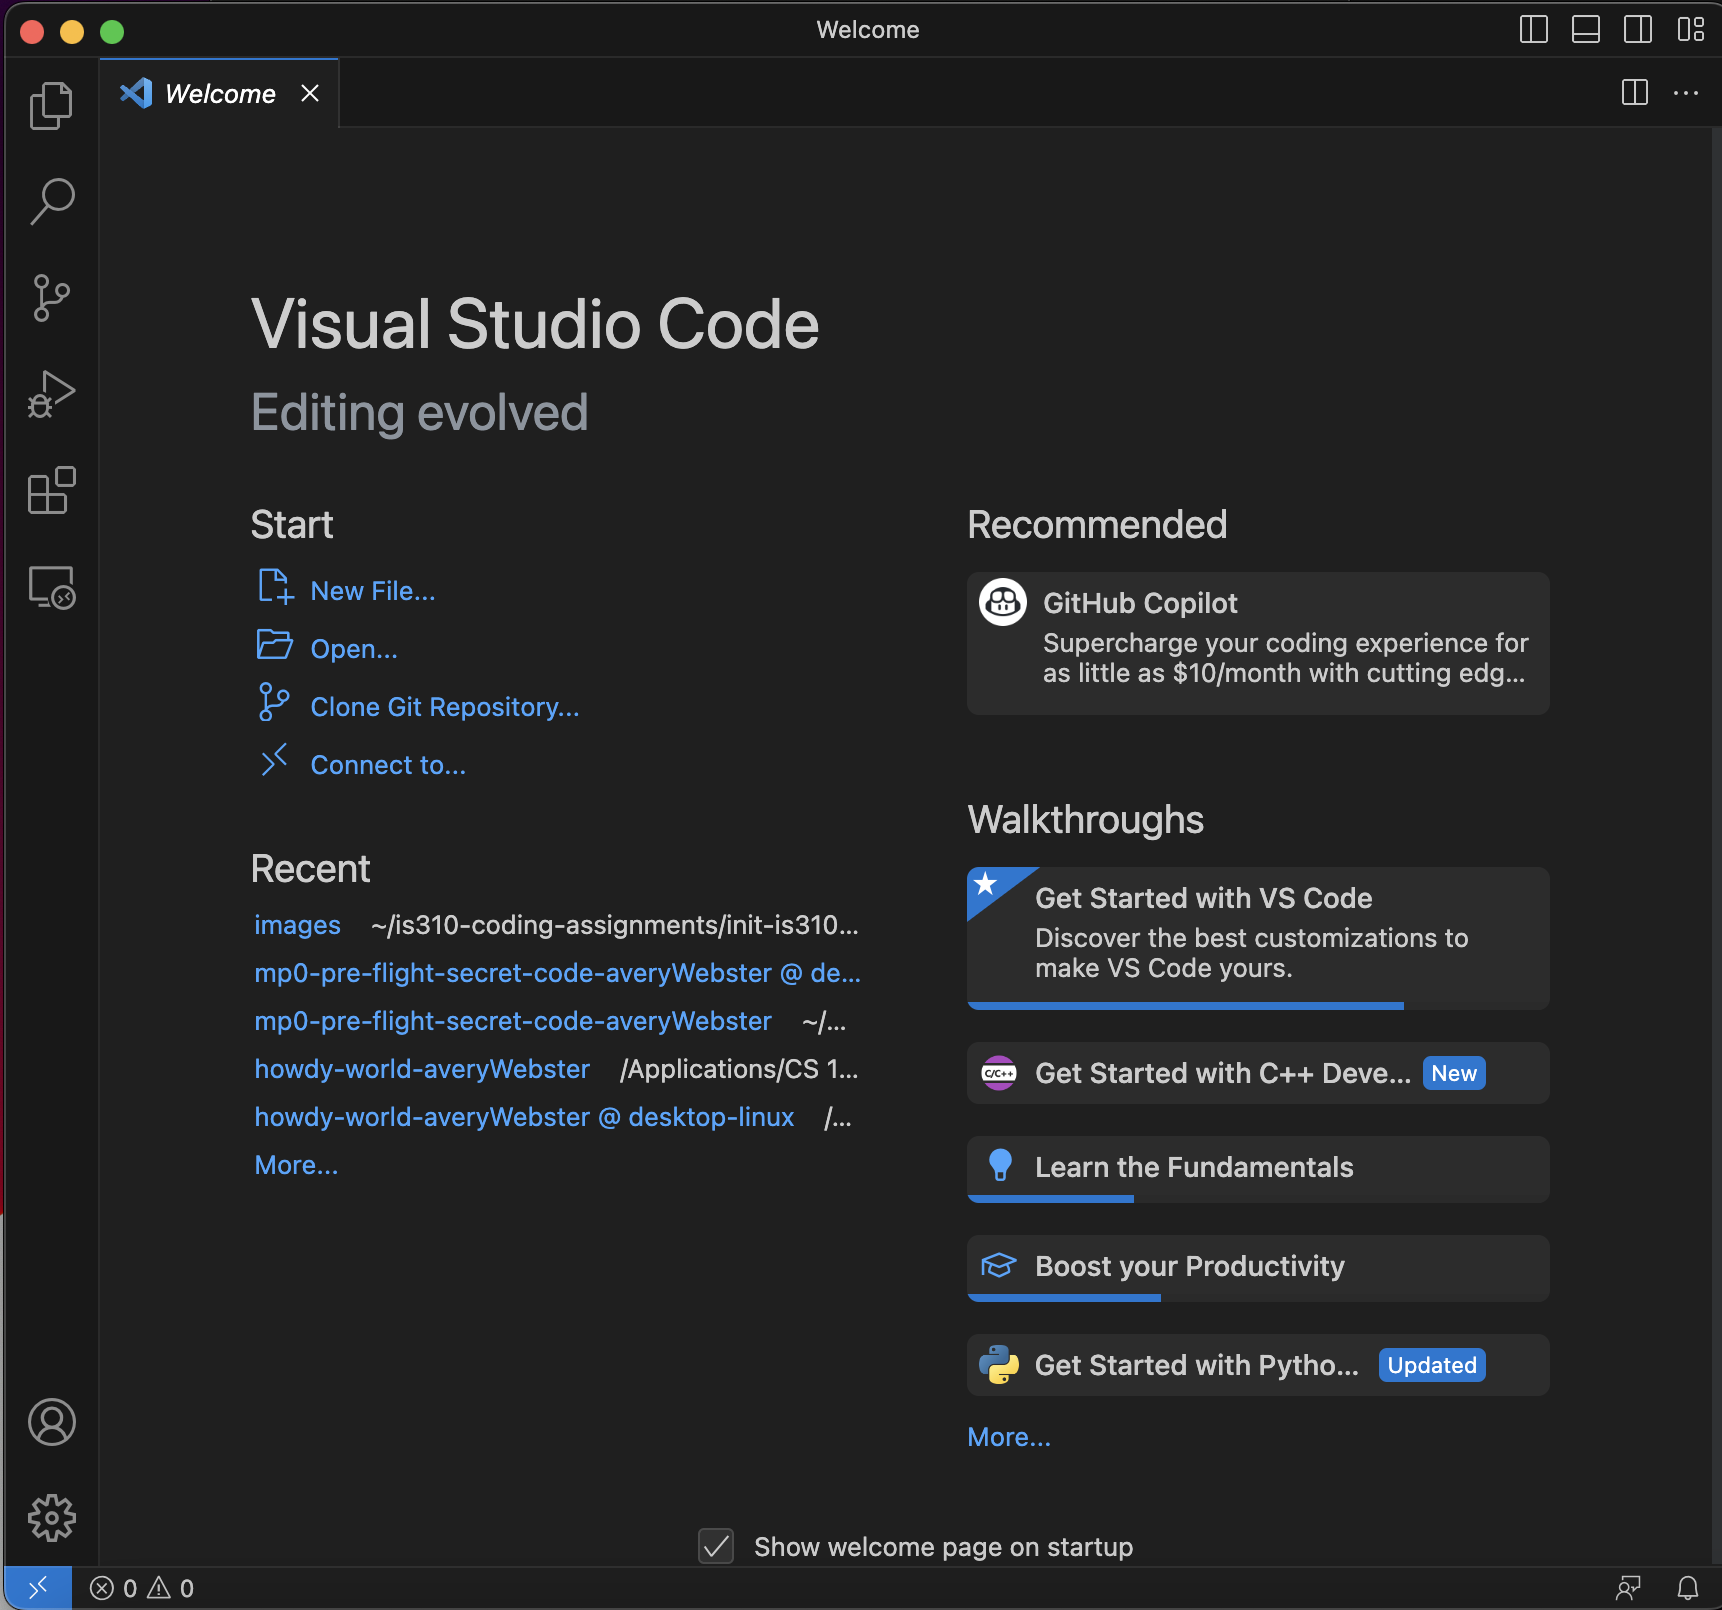 Welcome
Welcome
Visual Studio Code
Editing evolved
Start
New File...
Open...
Clone Git Repository...
Connect to...
Recent
images ~/is310-coding-assignments/init-is310...
mp0-pre-flight-secret-code-averyWebster @ de...
mp0-pre-flight-secret-code-averyWebster ~/...
howdy-world-averyWebster /Applications/CS 1...
howdy-world-averyWebster @ desktop-linux /...
More...
Recommended
GitHub Copilot
Supercharge your coding experience for
as little as $10/month with cutting edg...
Walkthroughs
Get Started with VS Code
Discover the best customizations to
make VS Code yours.
C/C++ Get Started with C++ Deve... New
Learn the Fundamentals
Boost your Productivity
Get Started with Pytho... Updated
More...
Show welcome page on startup
0 0